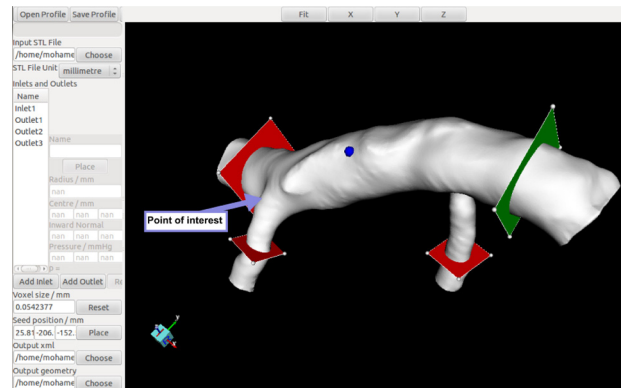 Open Profile Save Profile
Fit X Y Z
Input STL File
/home/mohame Choose
STL File Unit millimetre
Inlets and Outlets
Name
Inlet1
Outlet1
Outlet2
Outlet3
Name
Place
Radius / mm
nan
Centre / mm
nan nan nan
Inward Normal
nan nan nan
Pressure / mmHg
nan nan nan
p =
Add Inlet Add Outlet Re
Voxel size / mm
0.0542377 Reset
Seed position / mm
25.81 -206. -152. Place
Output xml
/home/mohame Choose
Output geometry
/home/mohame Choose
Point of interest
y
x